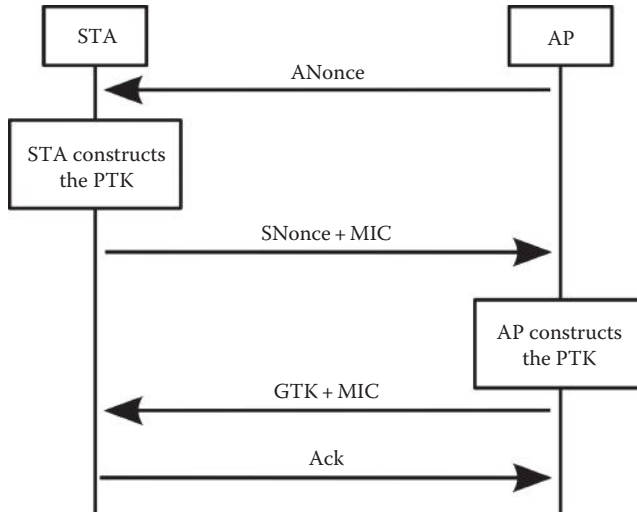 STA
AP
ANonce
STA constructs
the PTK
SNonce + MIC
AP constructs
the PTK
GTK + MIC
Ack